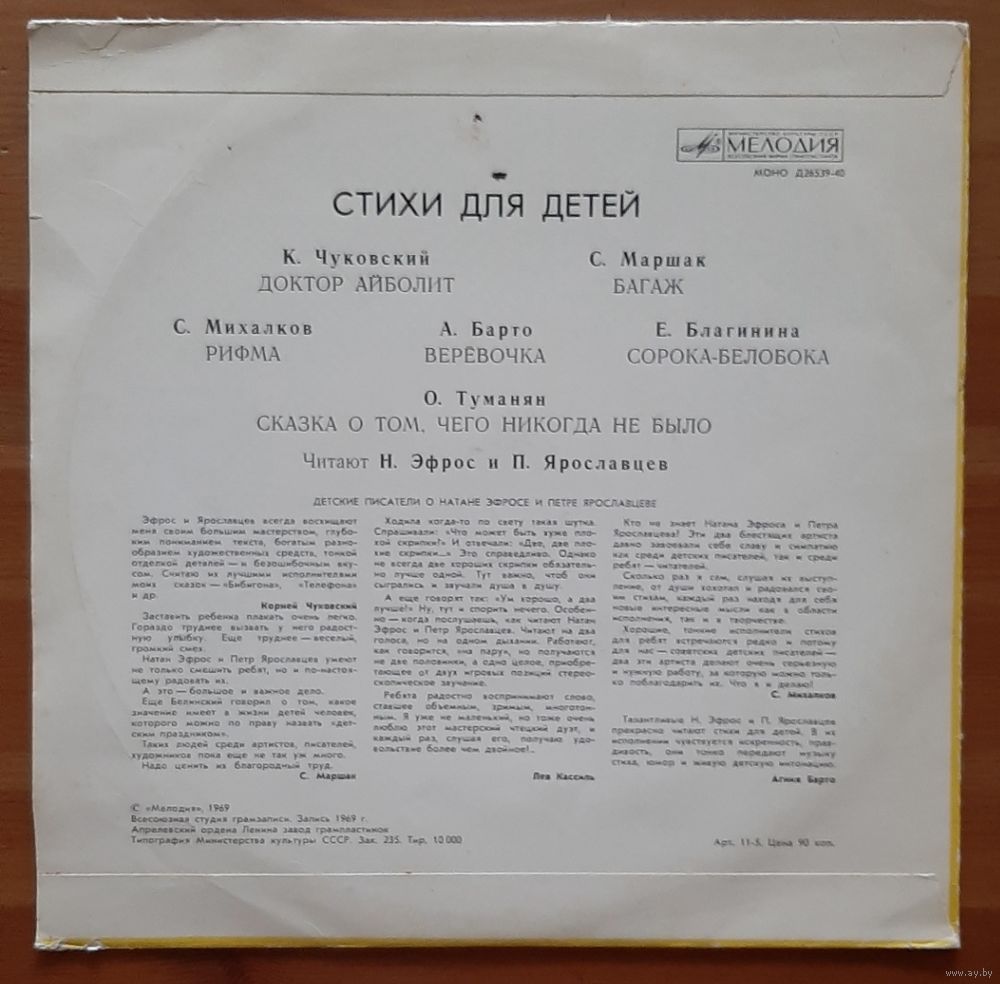 МИНИСТЕРСТВО КУЛЬТУРЫ СССР
МЕЛОДИЯ
ВСЕСОЮЗНАЯ ФИРМА ГРАМПЛАСТИНОК
МОНО Д26539-40
СТИХИ ДЛЯ ДЕТЕЙ
К. Чуковский
ДОКТОР АЙБОЛИТ
С. Маршак
БАГАЖ
С. Михалков
РИФМА
А. Барто
ВЕРЁВОЧКА
Е. Благинина
СОРОКА-БЕЛОБОКА
О. Туманян
СКАЗКА О ТОМ, ЧЕГО НИКОГДА НЕ БЫЛО
Читают Н. Эфрос и П. Ярославцев
ДЕТСКИЕ ПИСАТЕЛИ О НАТАНЕ ЭФРОСЕ И ПЕТРЕ ЯРОСЛАВЦЕВЕ
Эфрос и Ярославцев всегда восхищают
меня своим большим мастерством, глубо-
ким пониманием текста, богатым разно-
образием художественных средств, тонкой
отделкой деталей — и безошибочным вку-
сом. Считаю их лучшими исполнителями
моих сказок — «Бибигона», «Телефона»
и др.
Корней Чуковский
Заставить ребенка плакать очень легко.
Гораздо труднее вызвать у него радост-
ную улыбку. Еще труднее — веселый,
громкий смех.
Натан Эфрос и Петр Ярославцев умеют
не только смешить ребят, но и по-настоя-
щему радовать их.
А это — большое и важное дело.
Еще Белинский говорил о том, какое
значение имеет в жизни детей человек,
которого можно по праву назвать «дет-
ским праздником».
Таких людей среди артистов, писателей,
художников пока еще не так уж много.
Надо ценить их благородный труд.
С. Маршак
Ходила когда-то по свету такая шутка.
Спрашивали: «Что может быть хуже пло-
хой скрипки?» И отвечали: «Две, две пло-
хие скрипки...» Это справедливо. Однако
не всегда две хороших скрипки обязатель-
но лучше одной. Тут важно, чтоб они
сыгрались и звучали душа в душу.
А еще говорят так: «Ум хорошо, а два
лучше!» Ну, тут и спорить нечего. Особен-
но — когда послушаешь, как читают Натан
Эфрос и Петр Ярославцев. Читают на два
голоса, но на одном дыхании. Работают,
как говорится, «на пару», но получаются
не две половинки, а одно целое, приобре-
тающее от двух игровых позиций стерео-
скопическое звучание.
Ребята радостно воспринимают слово,
ставшее объемным, зримым, многотон-
ным. Я уже не маленький, но тоже очень
люблю этот мастерский чтецкий дуэт, и
каждый раз, слушая его, получаю удо-
вольствие более чем двойное!..
Лев Кассиль
Кто не знает Натана Эфроса и Петра
Ярославцева! Эти два блестящих артиста
давно завоевали себе славу и симпатию
как среди детских писателей, так и среди
ребят — читателей.
Сколько раз я сам, слушая их выступ-
ление, от души хохотал и радовался сво-
им стихам, каждый раз находя для себя
новые интересные мысли как в области
исполнения, так и в творчестве.
Хорошие, тонкие исполнители стихов
для ребят встречаются редко и потому
для нас — советских детских писателей —
два эти артиста делают очень серьезную
и нужную работу, за которую можно толь-
ко поблагодарить их. Что я и делаю!
С. Михалков
Талантливые Н. Эфрос и П. Ярославцев
прекрасно читают стихи для детей. В их
исполнении чувствуется искренность, прав-
дивость, они тонко передают музыку
стиха, юмор и живую детскую интонацию.
Агния Барто
© «Мелодия», 1969
Всесоюзная студия грамзаписи. Запись 1969 г.
Апрелевский ордена Ленина завод грампластинок
Типография Министерства культуры СССР. Зак. 235. Тир. 10 000
Арт. 11-5. Цена 90 коп.
www.ay.by